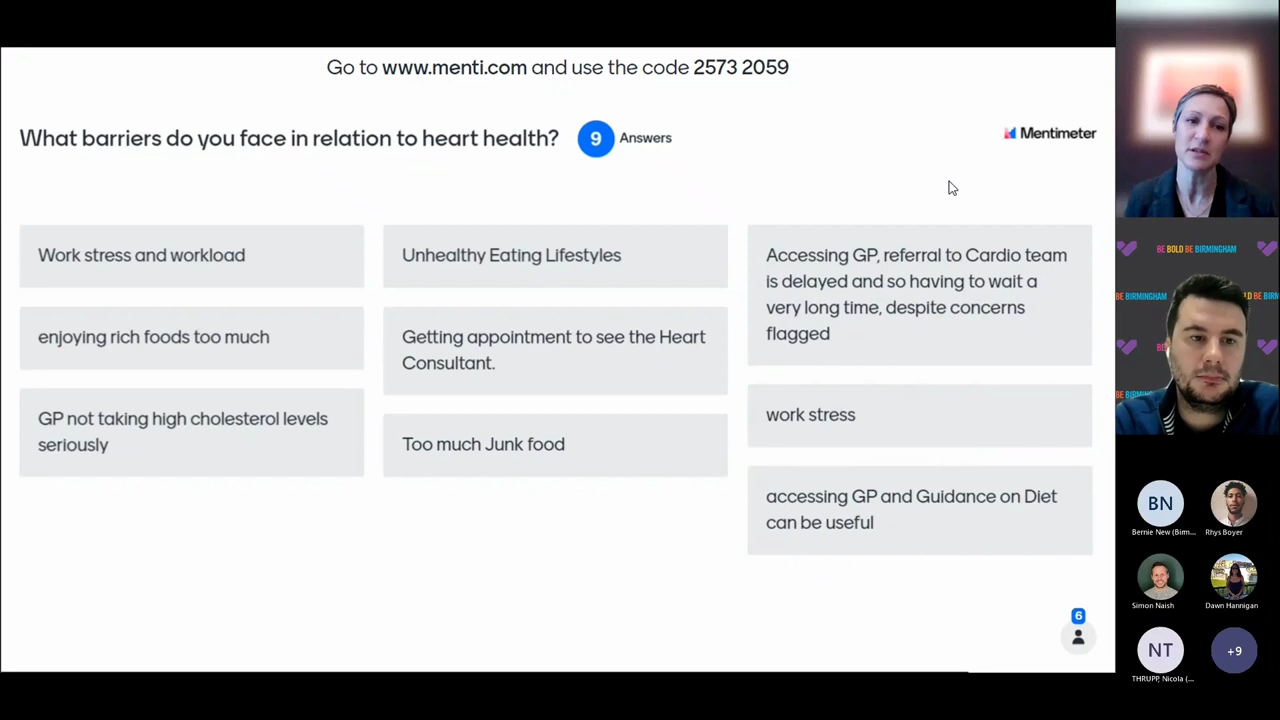 Go to www.menti.com and use the code 2573 2059
What barriers do you face in relation to heart health?
9
Answers
Mentimeter
Work stress and workload
enjoying rich foods too much
GP not taking high cholesterol levels
seriously
Unhealthy Eating Lifestyles
Getting appointment to see the Heart
Consultant.
Too much Junk food
Accessing GP, referral to Cardio team
is delayed and so having to wait a
very long time, despite concerns
flagged
work stress
accessing GP and Guidance on Diet
can be useful
6
BE BOLD BE BIRMINGHAM
BE BIRMINGHAM
BN
Bernie New (Birm...
Rhys Boyer
Simon Naish
Dawn Hannigan
NT
THRUPP, Nicola (...
+9